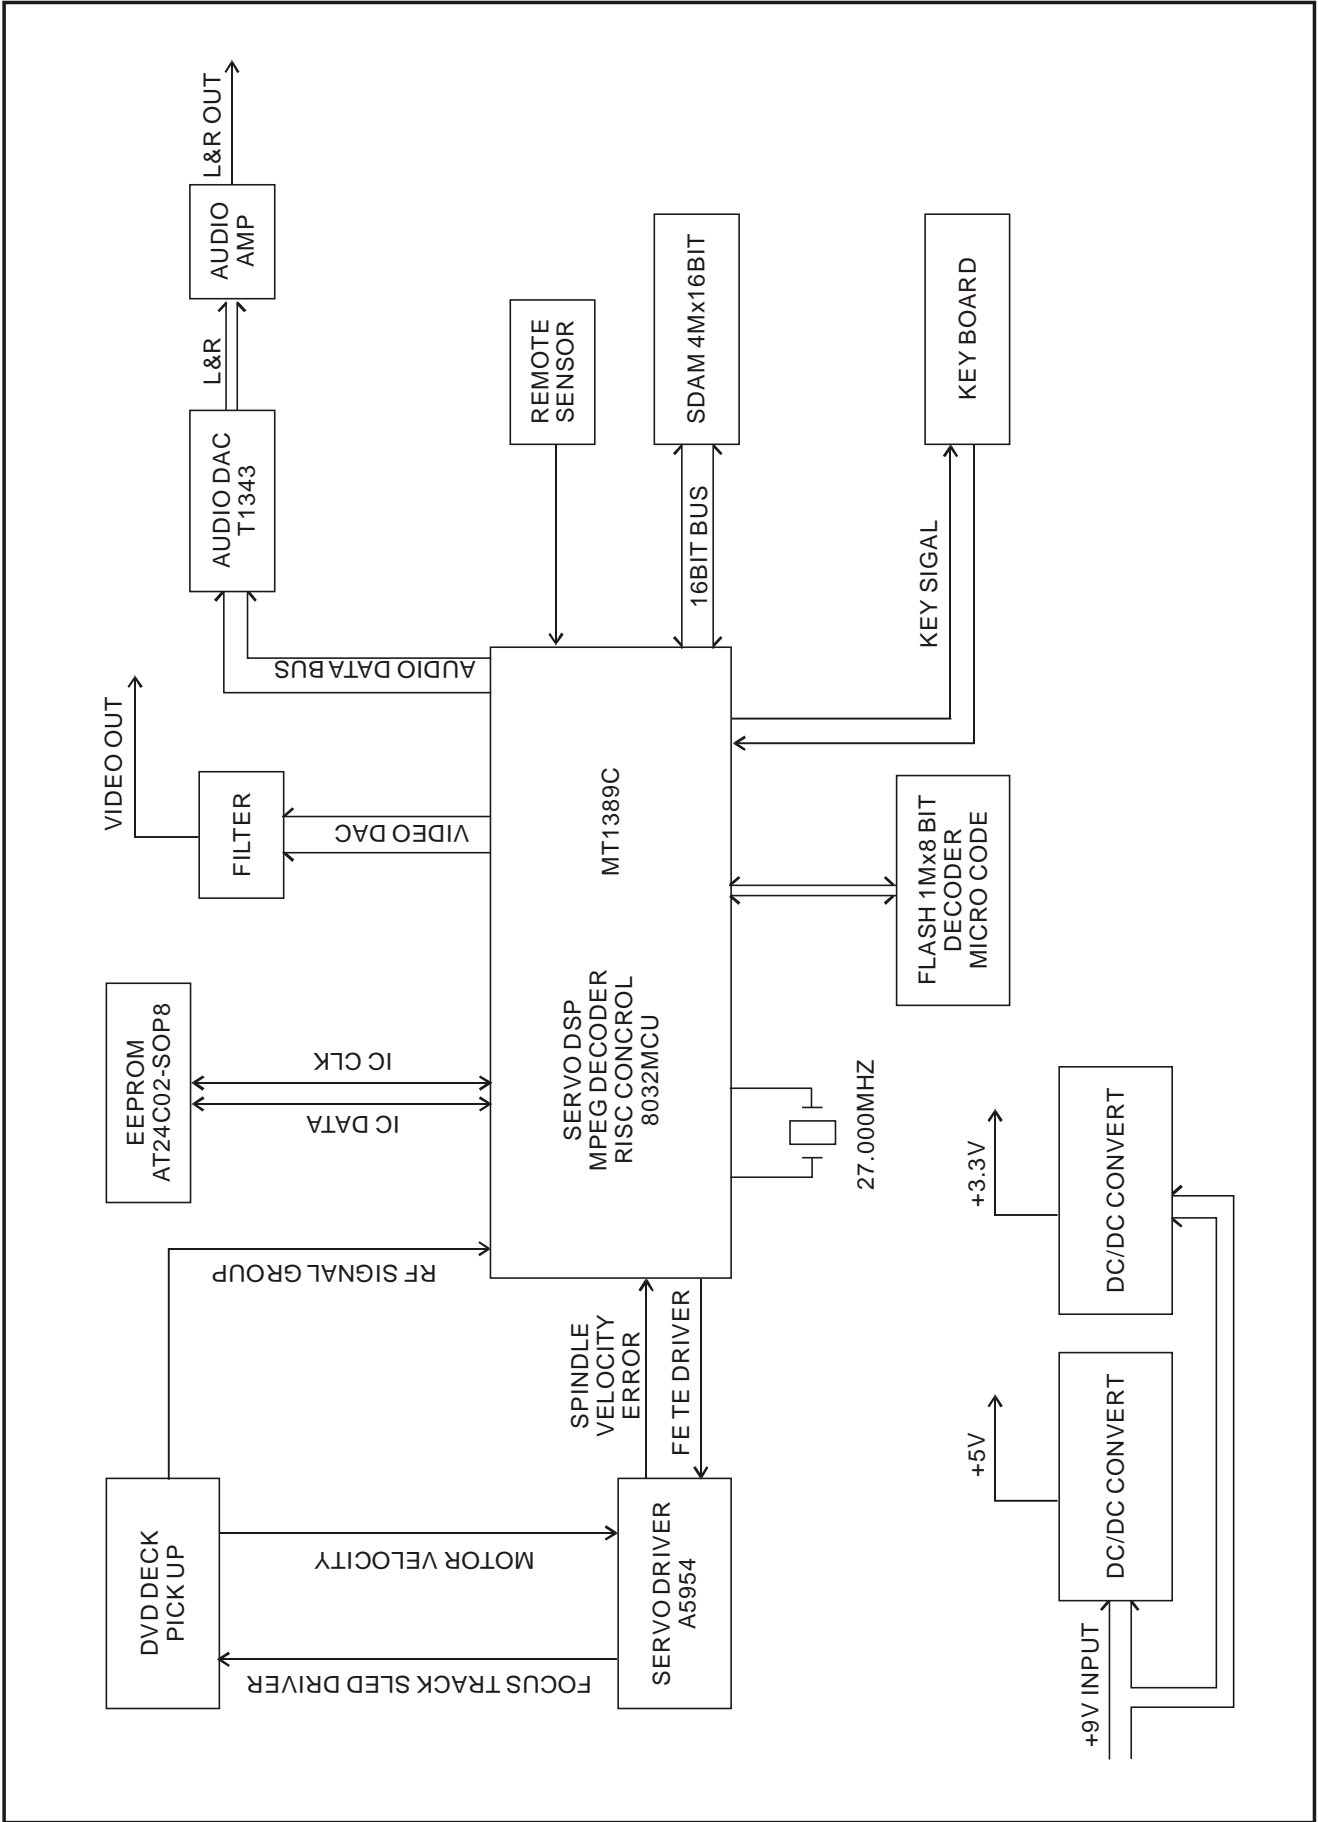 DVD DECK
PICK UP
RF SIGNAL GROUP
MOTOR VELOCITY
FOCUS TRACK SLED DRIVER
SERVO DRIVER
A5954
SPINDLE
VELOCITY
ERROR
FE TE DRIVER
EEPROM
AT24C02-SOP8
IC DATA
IC CLK
FILTER
VIDEO OUT
VIDEO DAC
AUDIO DAC
T1343
AUDIO DATA BUS
L&R
AUDIO
AMP
L&R OUT
SERVO DSP
MPEG DECODER
RISC CONCROL
8032MCU
MT1389C
REMOTE
SENSOR
16BIT BUS
SDAM 4Mx16BIT
KEY SIGAL
KEY BOARD
27.000MHZ
FLASH 1Mx8 BIT
DECODER
MICRO CODE
+9V INPUT
+5V
DC/DC CONVERT
+3.3V
DC/DC CONVERT